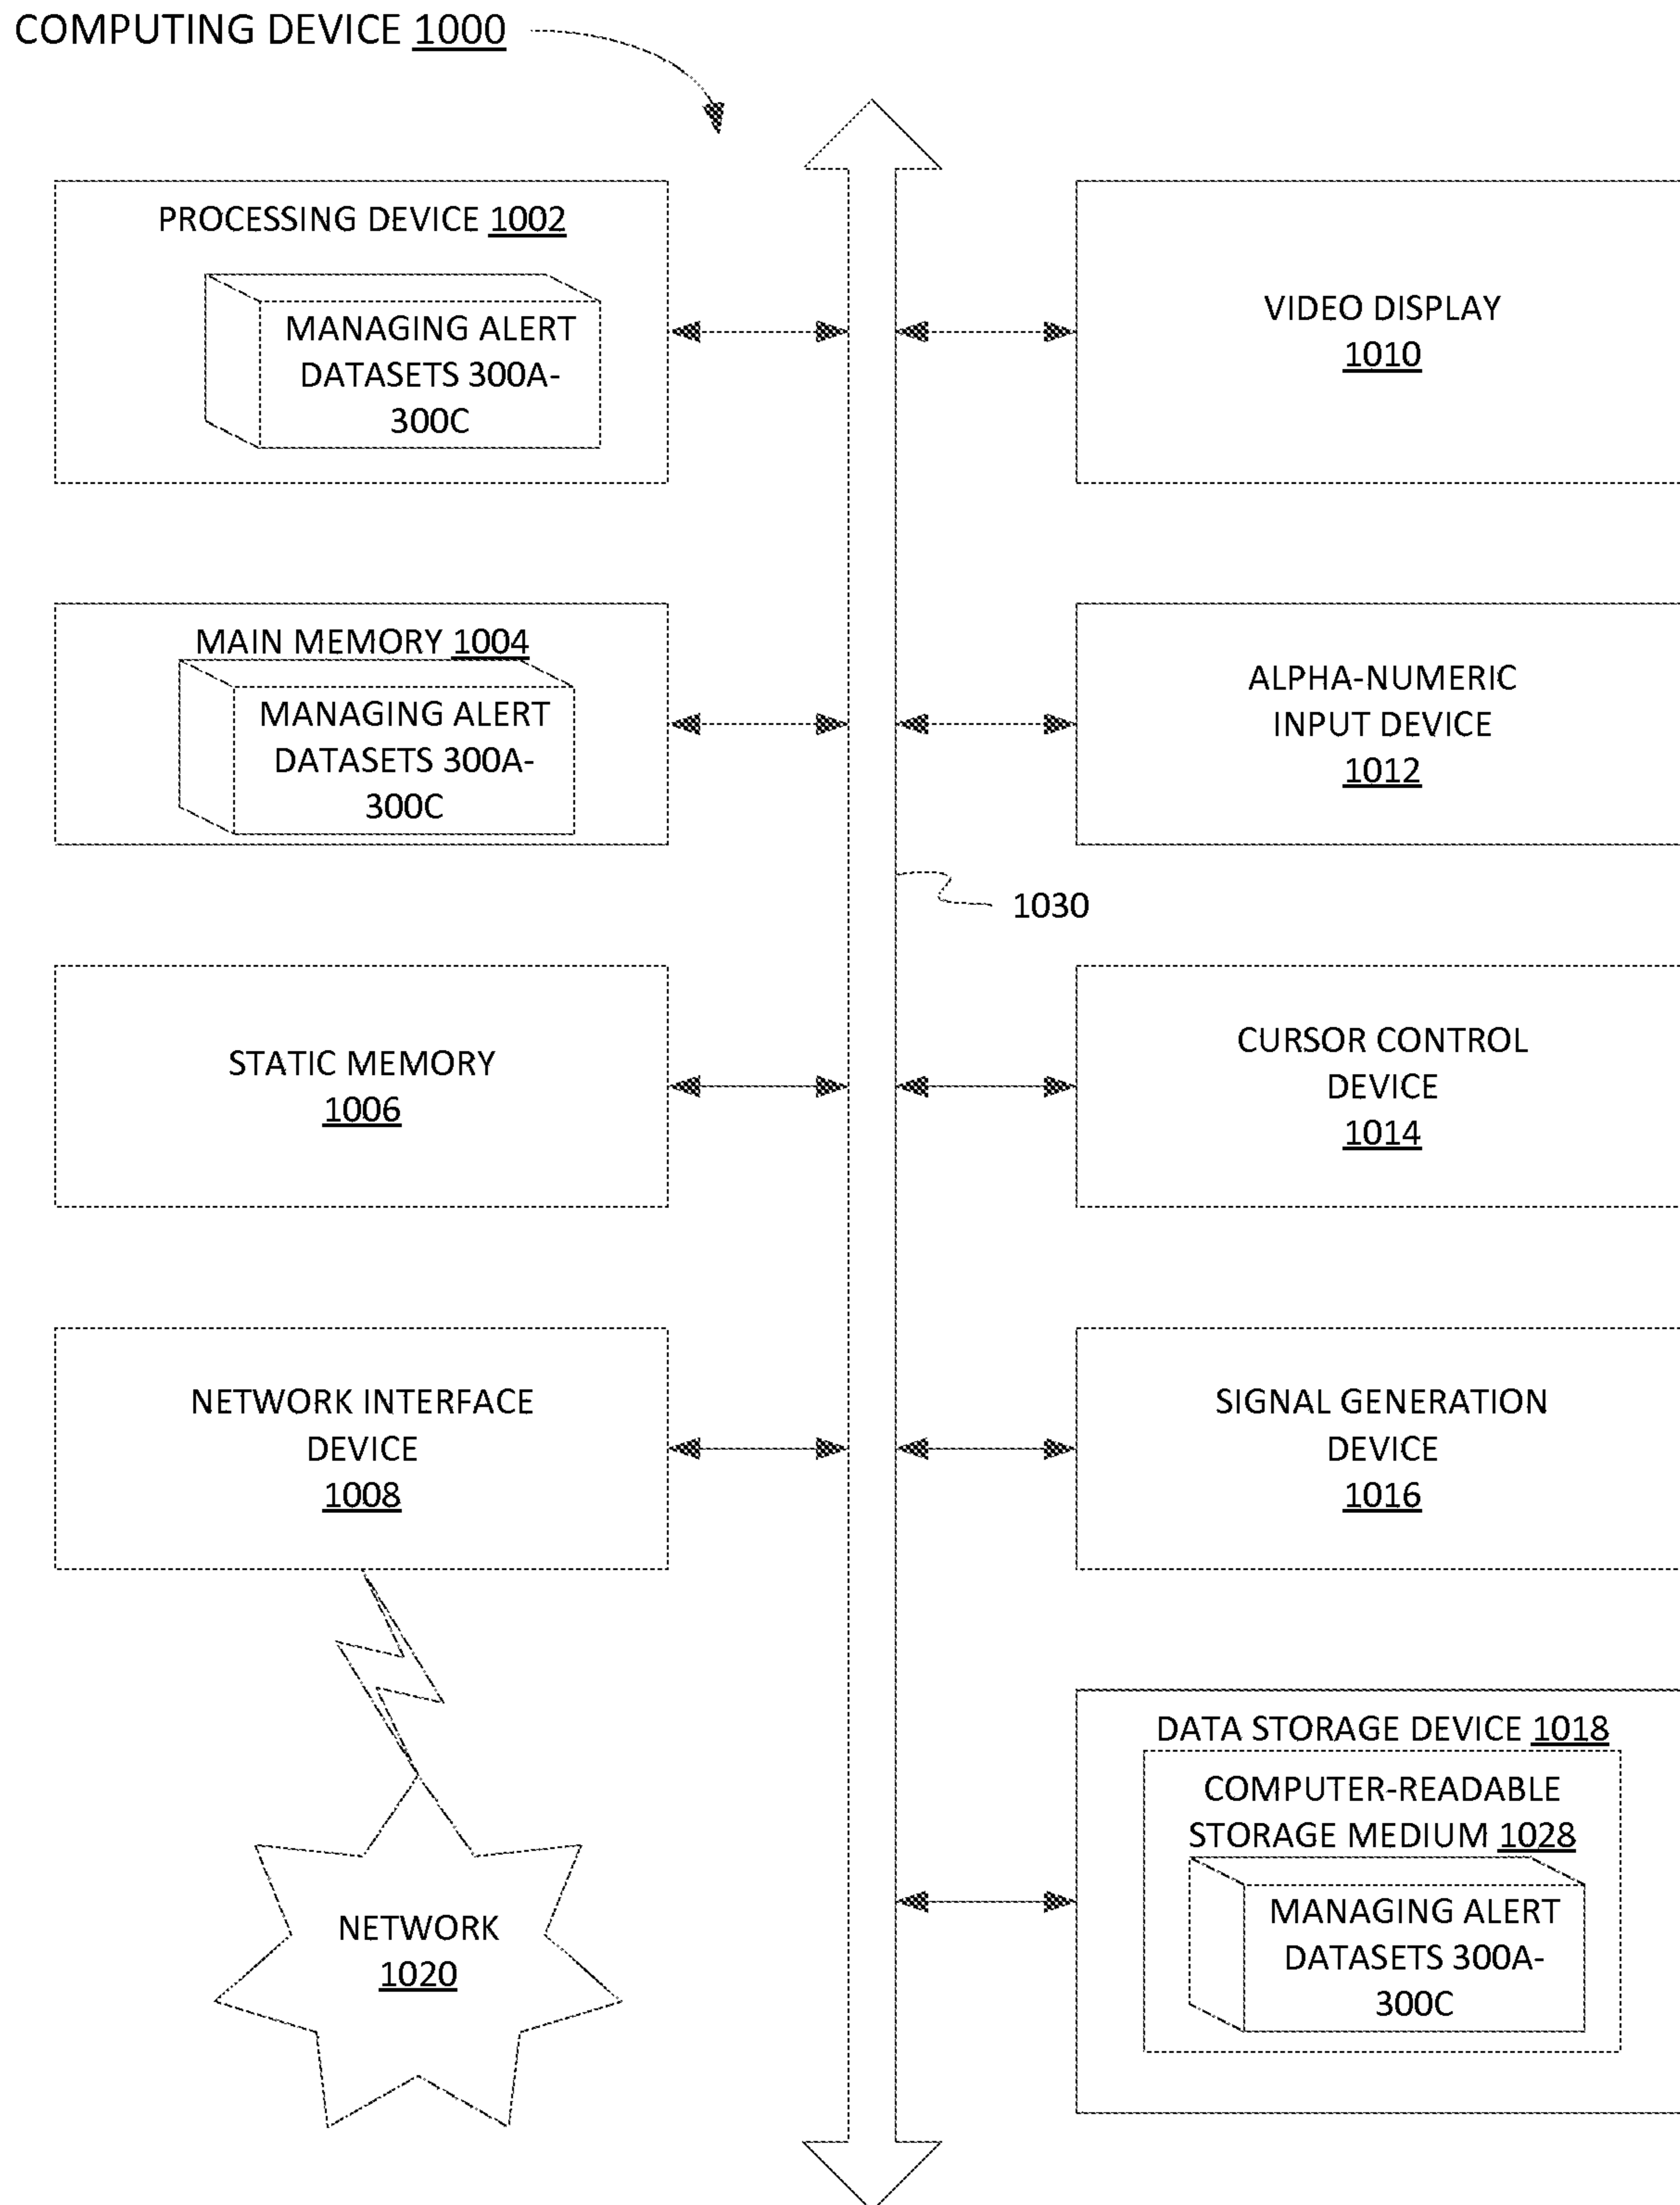 COMPUTING DEVICE 1000
PROCESSING DEVICE 1002
MANAGING ALERT
DATASETS 300A-
300C
VIDEO DISPLAY
1010
MAIN MEMORY 1004
MANAGING ALERT
DATASETS 300A-
300C
ALPHA-NUMERIC
INPUT DEVICE
1012
1030
STATIC MEMORY
1006
CURSOR CONTROL
DEVICE
1014
NETWORK INTERFACE
DEVICE
1008
SIGNAL GENERATION
DEVICE
1016
NETWORK
1020
DATA STORAGE DEVICE 1018
COMPUTER-READABLE
STORAGE MEDIUM 1028
MANAGING ALERT
DATASETS 300A-
300C